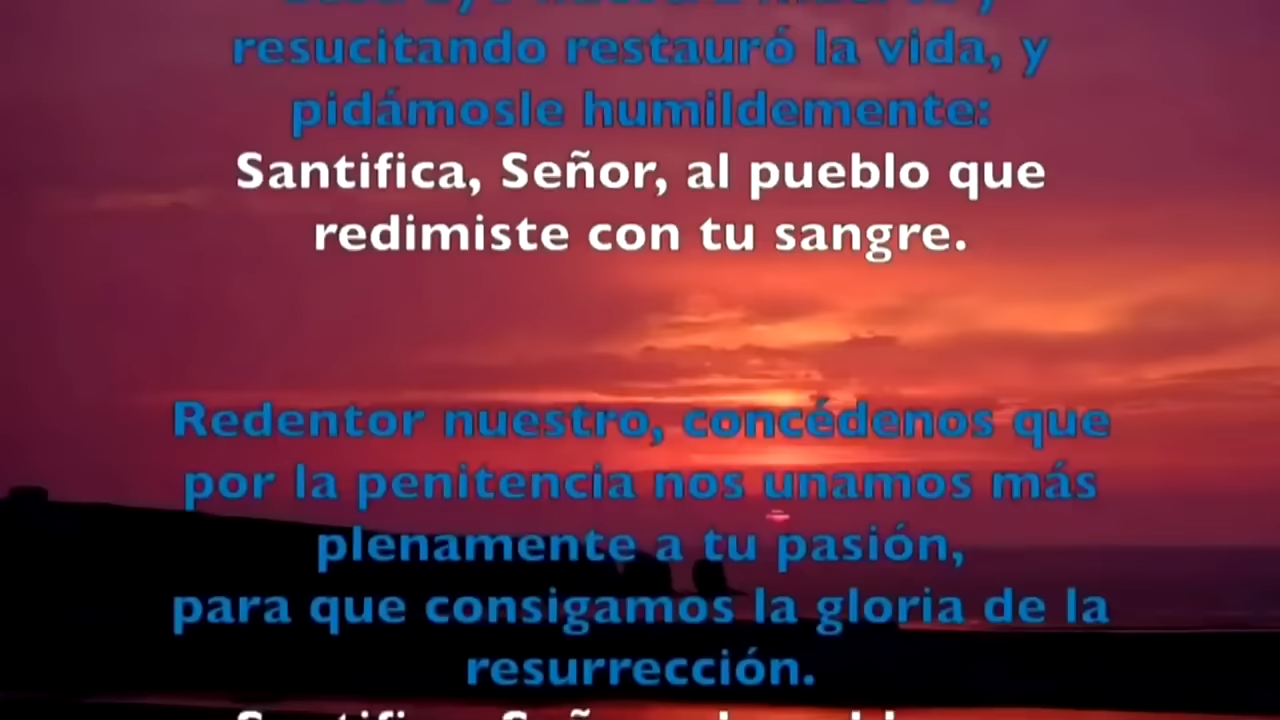 resucitando restauró la vida, y
pidámosle humildemente:
Santifica, Señor, al pueblo que
redimiste con tu sangre.
Redentor nuestro, concédenos que
por la penitencia nos unamos más
plenamente a tu pasión,
para que consigamos la gloria de la
resurrección.